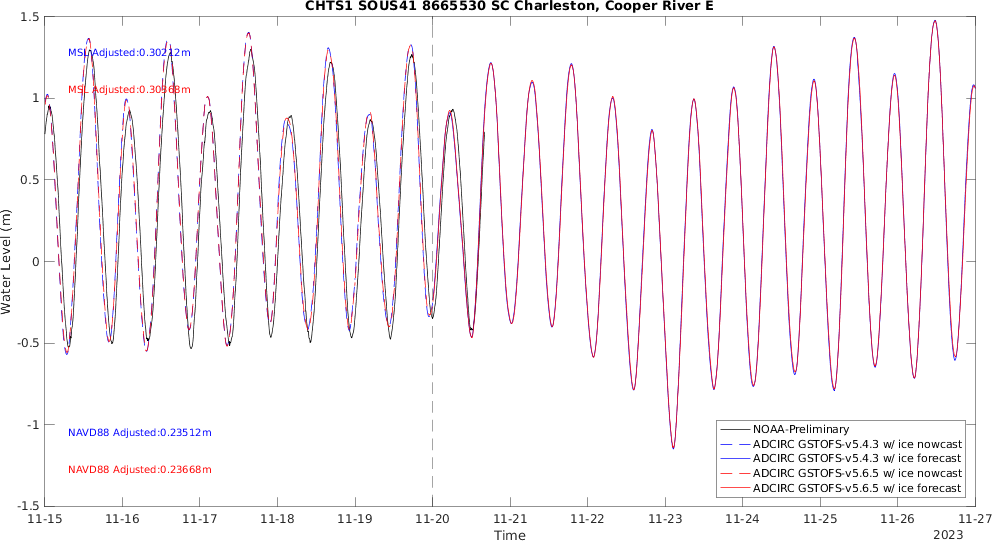 CHTS1 SOUS41 8665530 SC Charleston, Cooper River E
1.5
1
0.5
0
-0.5
-1
-1.5
Water Level (m)
MSL Adjusted:0.30212m
MSL Adjusted:0.30368m
NAVD88 Adjusted:0.23512m
NAVD88 Adjusted:0.23668m
NOAA-Preliminary
ADCIRC GSTOFS-v5.4.3 w/ ice nowcast
ADCIRC GSTOFS-v5.4.3 w/ ice forecast
ADCIRC GSTOFS-v5.6.5 w/ ice nowcast
ADCIRC GSTOFS-v5.6.5 w/ ice forecast
11-15 11-16 11-17 11-18 11-19 11-20 11-21 11-22 11-23 11-24 11-25 11-26 11-27
Time
2023